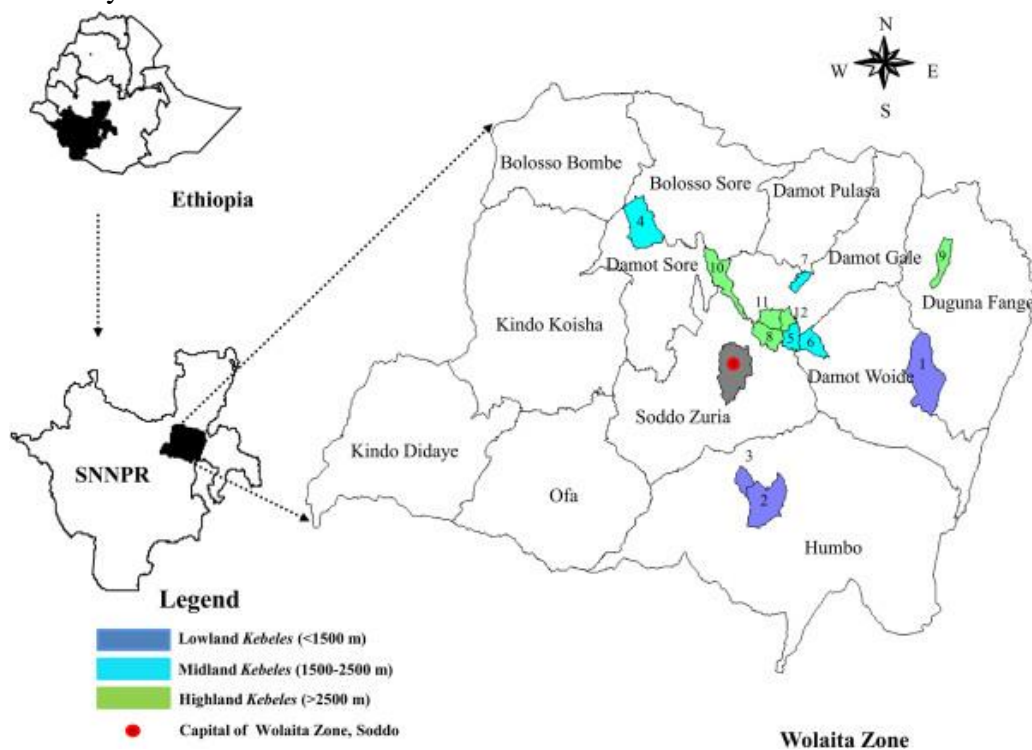 N
W E
S
Ethiopia
Bolosso Bombe
Bolosso Sore
Damot Pulasa
4
Damot Sore
10
7
Damot Gale
9
Duguna Fange
Kindo Koisha
11
12
8
5
6
1
Damot Woide
Soddo Zuria
SNNPR
Kindo Didaye
Ofa
3
2
Humbo
Legend
Lowland Kebeles (<1500 m)
Midland Kebeles (1500-2500 m)
Highland Kebeles (>2500 m)
Capital of Wolaita Zone, Soddo
Wolaita Zone